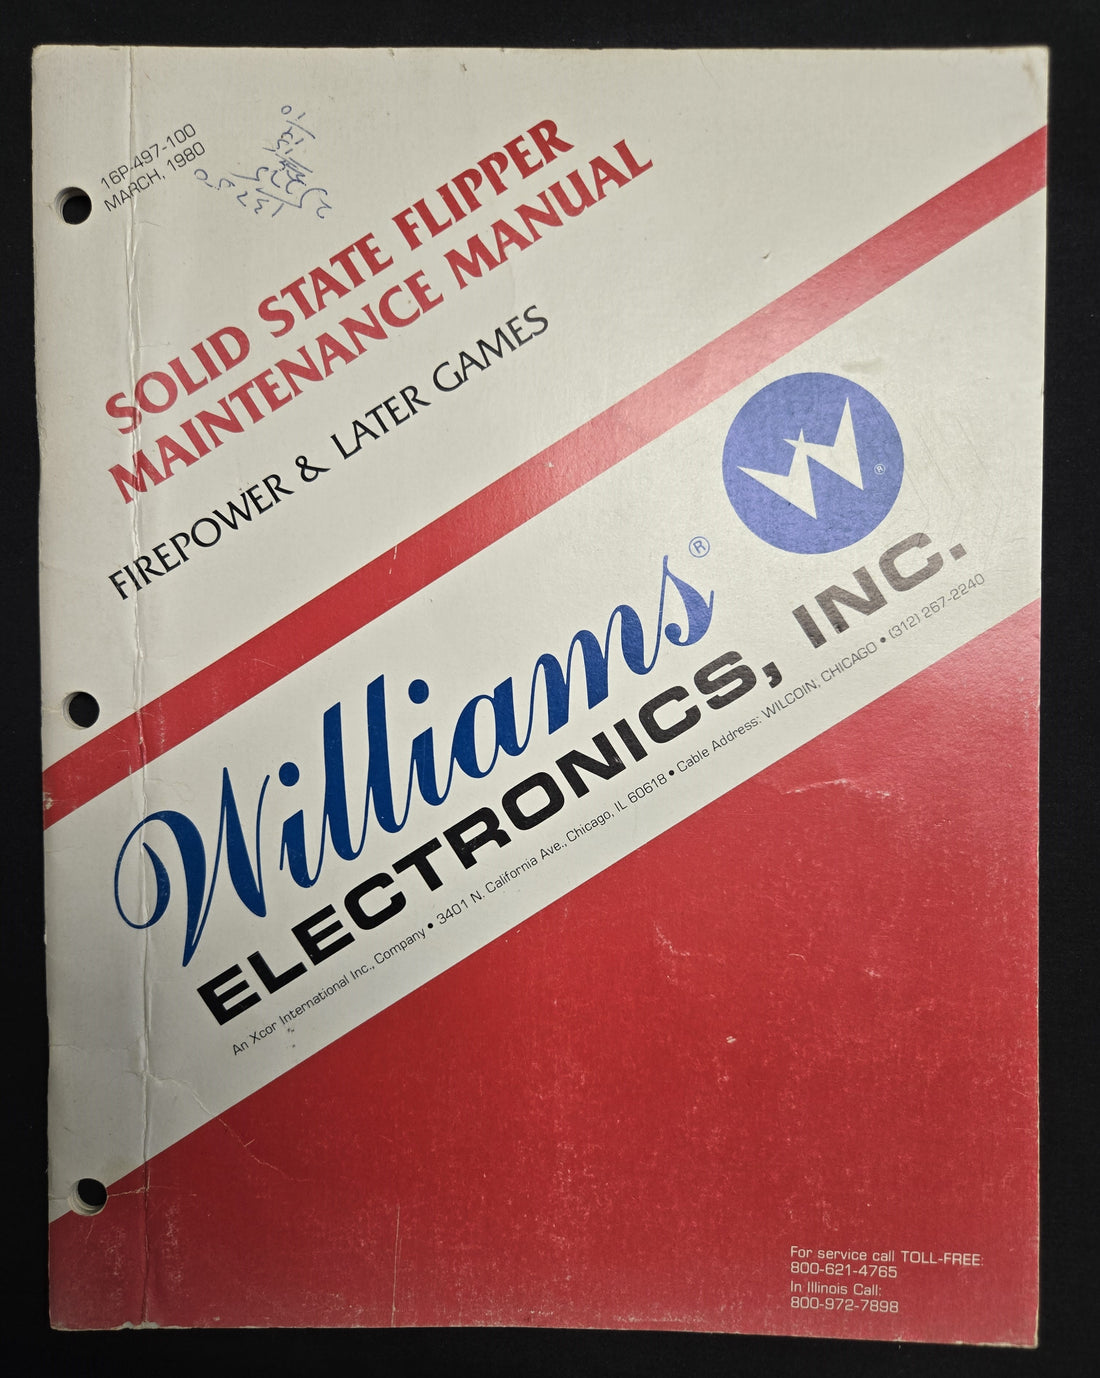 16P-497-100
MARCH, 1980
SOLID STATE FLIPPER
MAINTENANCE MANUAL
FIREPOWER & LATER GAMES
W®
Williams®
ELECTRONICS, INC.
An Xcor International Inc., Company • 3401 N. California Ave., Chicago, IL 60618 • Cable Address: WILCOIN, CHICAGO • (312) 267-2240
For service call TOLL-FREE:
800-621-4765
In Illinois Call:
800-972-7898